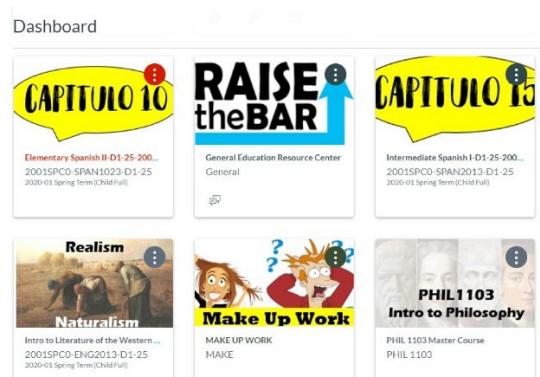 Dashboard
CAPITULO 10
Elementary Spanish II-D1-25-200...
2001SPC0-SPAN1023-D1-25
2020-01 Spring Term (Child Full)
RAISE
theBAR
General Education Resource Center
General
CAPITULO 15
Intermediate Spanish I-D1-25-200...
2001SPC0-SPAN2013-D1-25
2020-01 Spring Term (Child Full)
Realism
Naturalism
Intro to Literature of the Western ...
2001SPC0-ENG2013-D1-25
2020-01 Spring Term (Child Full)
? ? ?
Make Up Work
MAKE UP WORK
MAKE
PHIL1103
Intro to Philosophy
PHIL 1103 Master Course
PHIL 1103